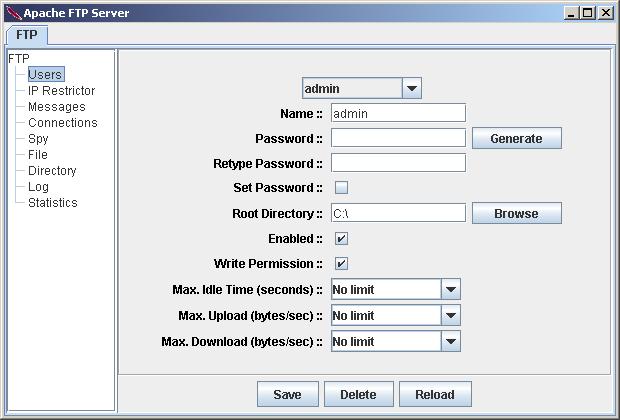 Apache FTP Server
FTP
FTP
Users
IP Restrictor
Messages
Connections
Spy
File
Directory
Log
Statistics
admin
Name :: admin
Password :: Generate
Retype Password ::
Set Password ::
Root Directory :: C:\ Browse
Enabled ::
Write Permission ::
Max. Idle Time (seconds) :: No limit
Max. Upload (bytes/sec) :: No limit
Max. Download (bytes/sec) :: No limit
Save Delete Reload